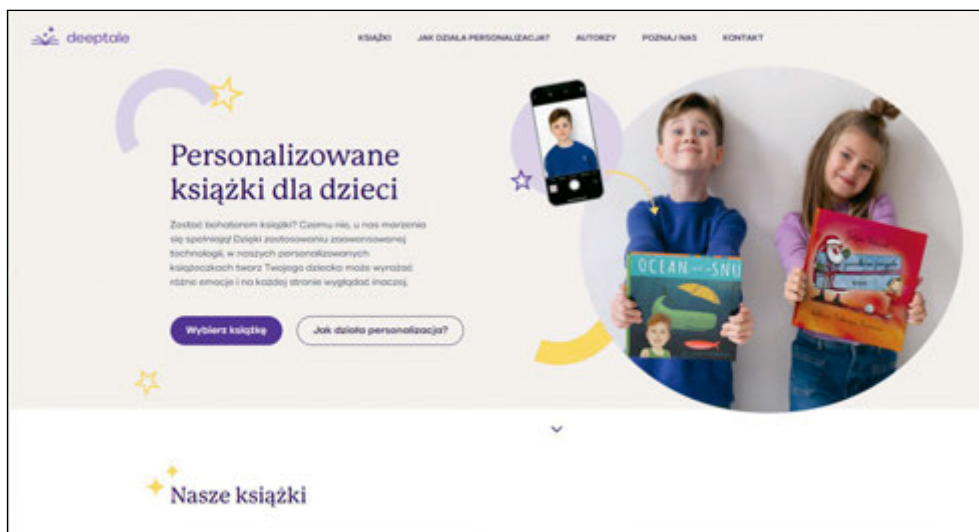 deeptale
KSIĄŻKI JAK DZIAŁA PERSONALIZACJA? AUTORZY POZNAJ NAS KONTAKT
Personalizowane
książki dla dzieci
Zostać bohaterem książki? Czemu nie, u nas marzenia
się spełniają! Dzięki zastosowaniu zaawansowanej
technologii, w naszych personalizowanych
książeczkach twarz Twojego dziecka może wyrażać
różne emocje i na każdej stronie wyglądać inaczej.
Wybierz książkę
Jak działa personalizacja?
OCEAN SNU
Nasze książki